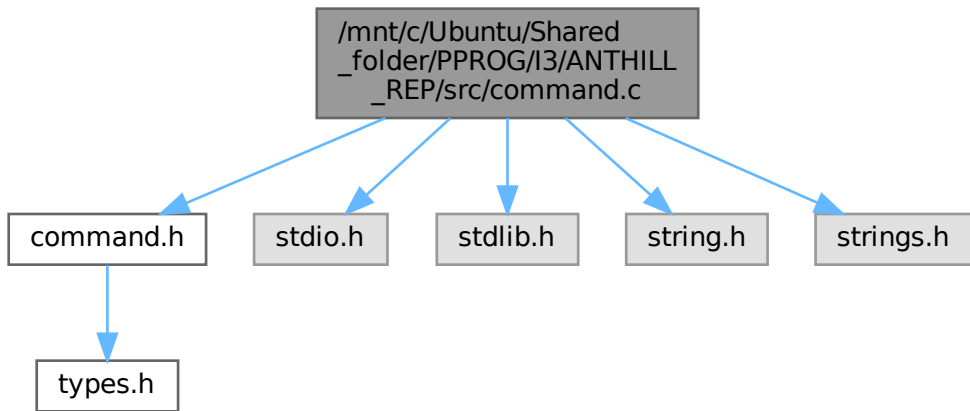 /mnt/c/Ubuntu/Shared
_folder/PPROG/I3/ANTHILL
_REP/src/command.c
command.h
stdio.h
stdlib.h
string.h
strings.h
types.h